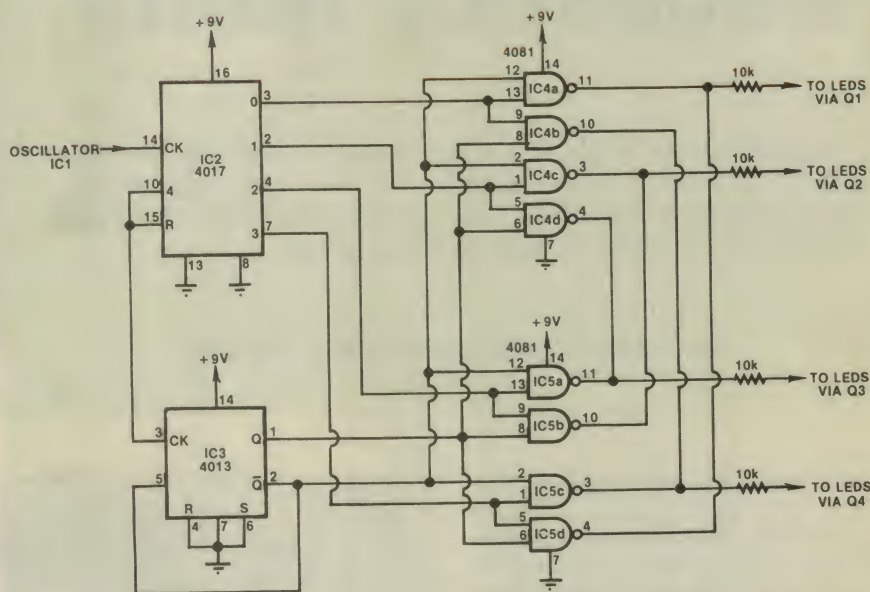 +9V
16
OSCILLATOR
IC1
14
CK
IC2
4017
10
4
15
R
13
8
0
3
1
2
2
4
3
7
+9V
14
3
CK
IC3
4013
5
Q
1
Q̅
2
R
S
4
7
6
+9V
4081
14
12
13
IC4a
11
9
8
IC4b
10
2
1
IC4c
3
5
6
IC4d
4
7
+9V
4081
14
12
13
IC5a
11
9
8
IC5b
10
2
1
IC5c
3
5
6
IC5d
4
7
10k
TO LEDS
VIA Q1
10k
TO LEDS
VIA Q2
10k
TO LEDS
VIA Q3
10k
TO LEDS
VIA Q4